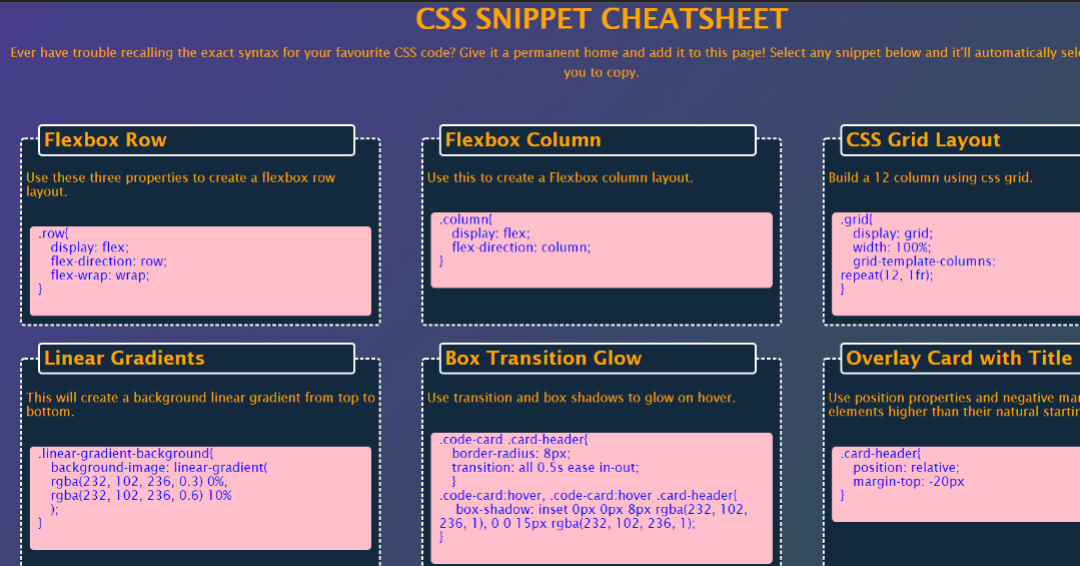 CSS SNIPPET CHEATSHEET
Ever have trouble recalling the exact syntax for your favourite CSS code? Give it a permanent home and add it to this page! Select any snippet below and it'll automatically
you to copy.
Flexbox Row
Use these three properties to create a flexbox row
layout.
.row{
display: flex;
flex-direction: row;
flex-wrap: wrap;
}
Flexbox Column
Use this to create a Flexbox column layout.
.column{
display: flex;
flex-direction: column;
}
CSS Grid Layout
Build a 12 column using css grid.
.grid{
display: grid;
width: 100%;
grid-template-columns:
repeat(12, 1fr);
}
Linear Gradients
This will create a background linear gradient from top to
bottom.
.linear-gradient-background{
background-image: linear-gradient(
rgba(232, 102, 236, 0.3) 0%,
rgba(232, 102, 236, 0.6) 10%
);
}
Box Transition Glow
Use transition and box shadows to glow on hover.
.code-card .card-header{
border-radius: 8px;
transition: all 0.5s ease in-out;
}
.code-card:hover, .code-card:hover .card-header{
box-shadow: inset 0px 0px 8px rgba(232, 102,
236, 1), 0 0 15px rgba(232, 102, 236, 1);
}
Overlay Card with Title
Use position properties and negative
elements higher than their natural
.card-header{
position: relative;
margin-top: -20px
}